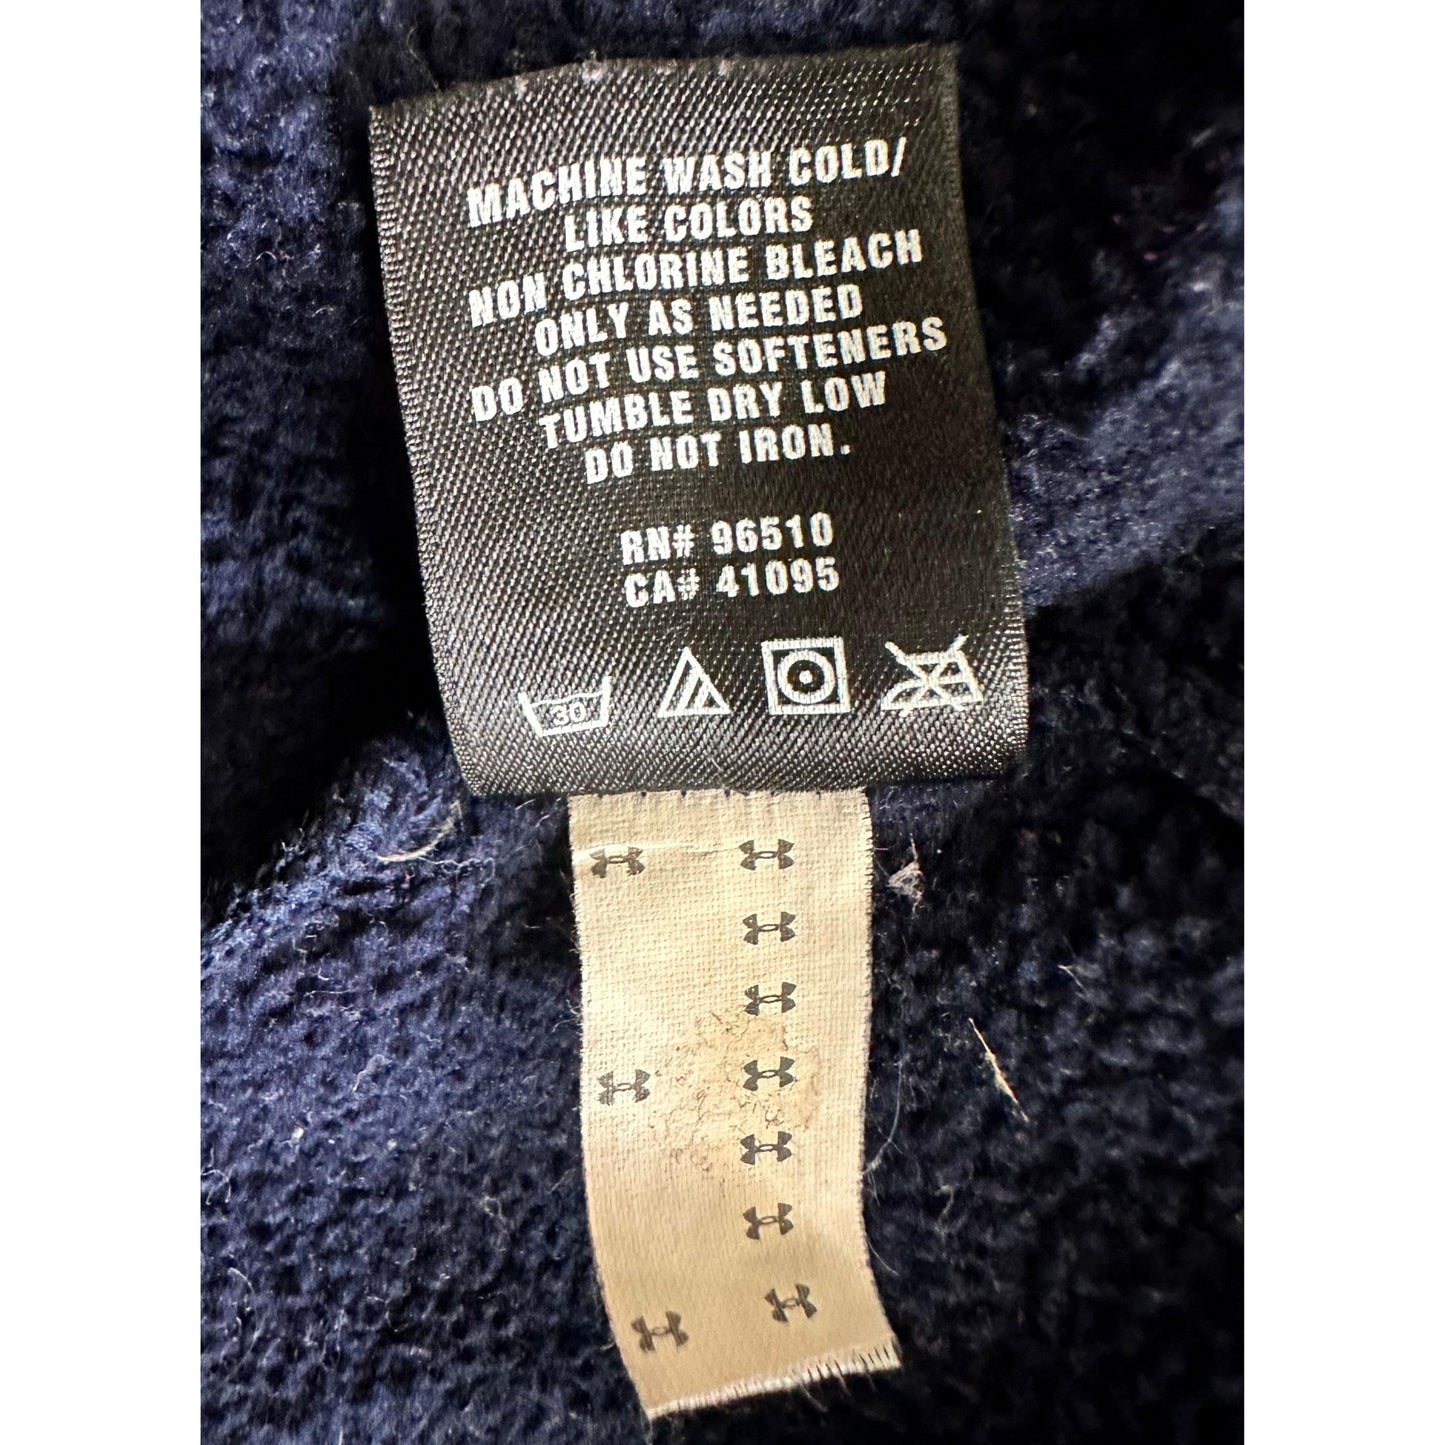 MACHINE WASH COLD/
LIKE COLORS
NON CHLORINE BLEACH
ONLY AS NEEDED
DO NOT USE SOFTENERS
TUMBLE DRY LOW
DO NOT IRON.
RN# 96510
CA# 41095
30